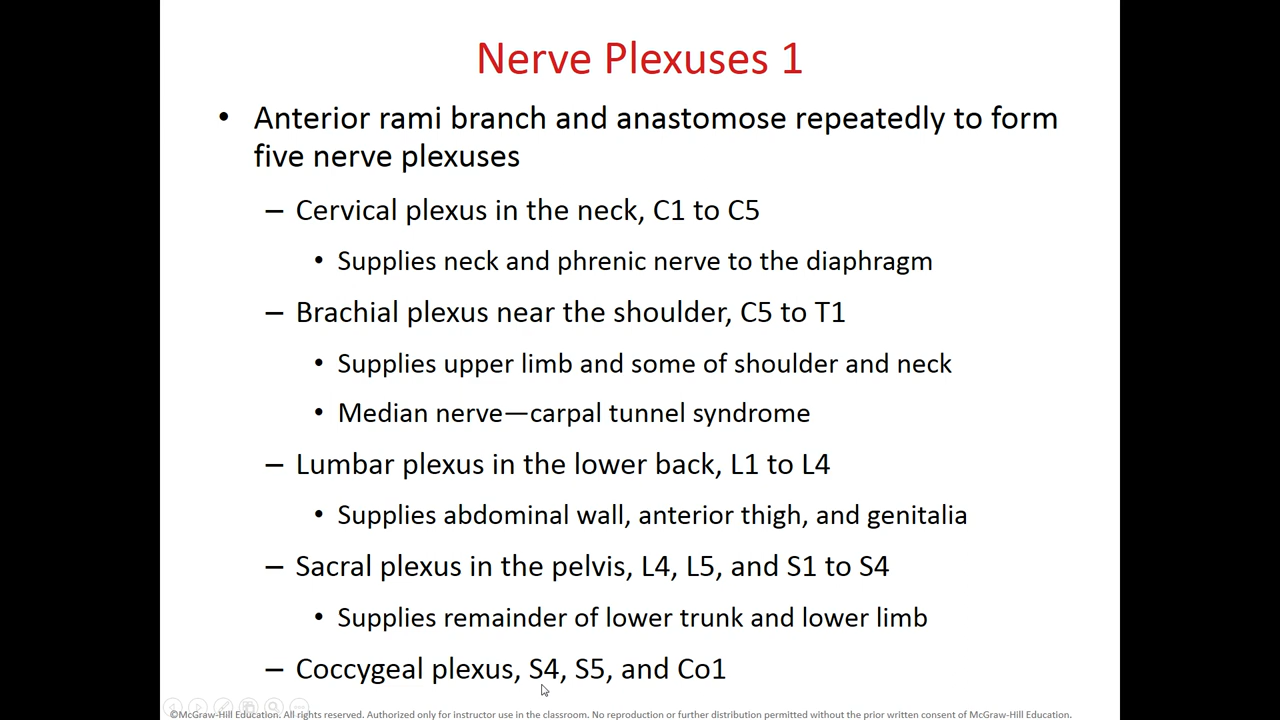 Nerve Plexuses 1
• Anterior rami branch and anastomose repeatedly to form
five nerve plexuses
– Cervical plexus in the neck, C1 to C5
• Supplies neck and phrenic nerve to the diaphragm
– Brachial plexus near the shoulder, C5 to T1
• Supplies upper limb and some of shoulder and neck
• Median nerve—carpal tunnel syndrome
– Lumbar plexus in the lower back, L1 to L4
• Supplies abdominal wall, anterior thigh, and genitalia
– Sacral plexus in the pelvis, L4, L5, and S1 to S4
• Supplies remainder of lower trunk and lower limb
– Coccygeal plexus, S4, S5, and Co1
©McGraw-Hill Education. All rights reserved. Authorized only for instructor use in the classroom. No reproduction or further distribution permitted without the prior written consent of McGraw-Hill Education.